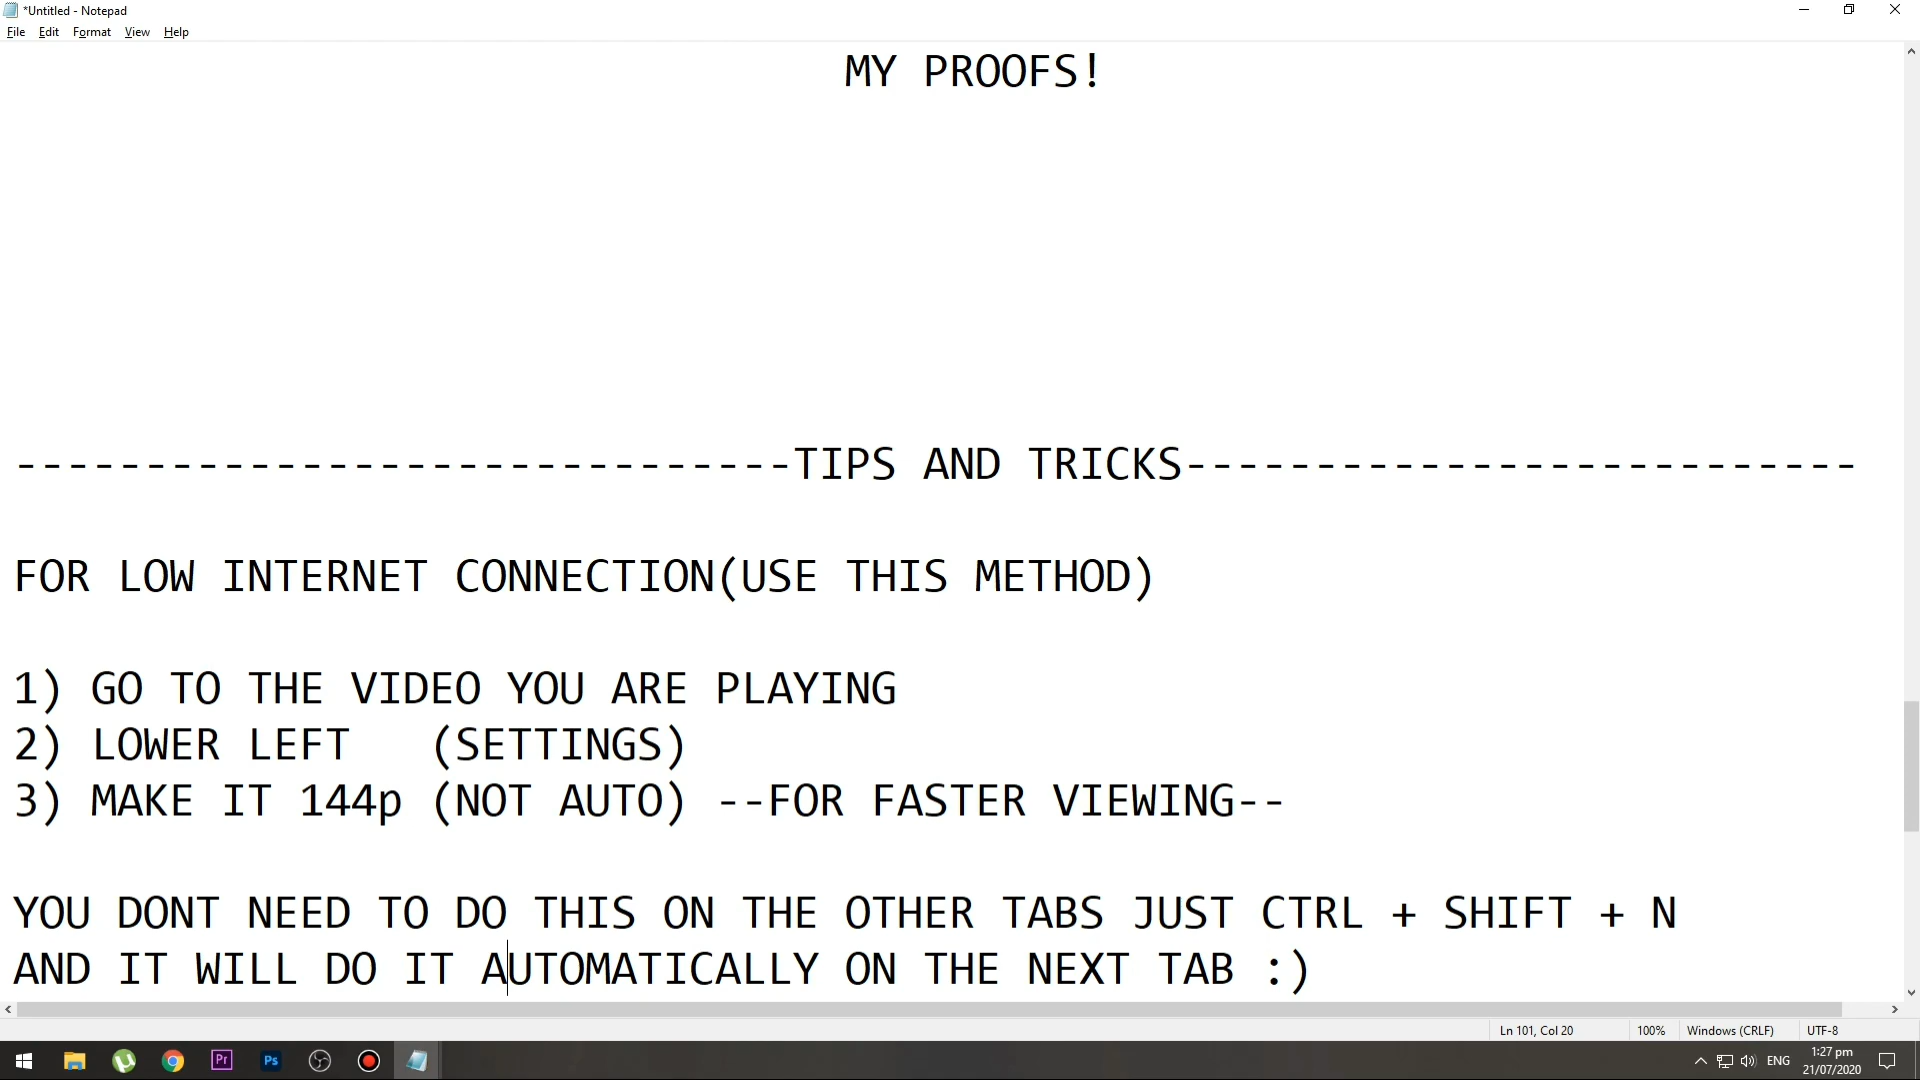 *Untitled - Notepad
File Edit Format View Help
MY PROOFS!
------------------------------TIPS AND TRICKS--------------------------
FOR LOW INTERNET CONNECTION(USE THIS METHOD)
1) GO TO THE VIDEO YOU ARE PLAYING
2) LOWER LEFT   (SETTINGS)
3) MAKE IT 144p (NOT AUTO) --FOR FASTER VIEWING--
YOU DONT NEED TO DO THIS ON THE OTHER TABS JUST CTRL + SHIFT + N
AND IT WILL DO IT AUTOMATICALLY ON THE NEXT TAB :)
Ln 101, Col 20 100% Windows (CRLF) UTF-8
Pr Ps ENG 1:27 pm
21/07/2020